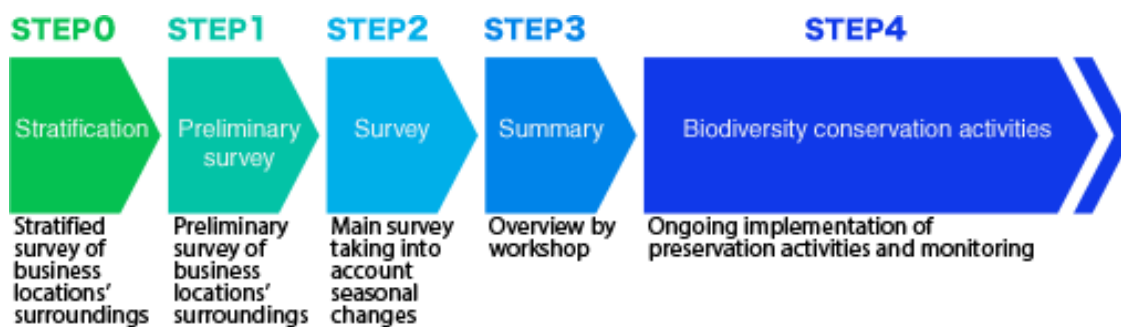 STEP0
Stratification
Stratified
survey of
business
locations'
surroundings
STEP1
Preliminary
survey
Preliminary
survey of
business
locations'
surroundings
STEP2
Survey
Main survey
taking into
account
seasonal
changes
STEP3
Summary
Overview by
workshop
STEP4
Biodiversity conservation activities
Ongoing implementation of
preservation activities and monitoring